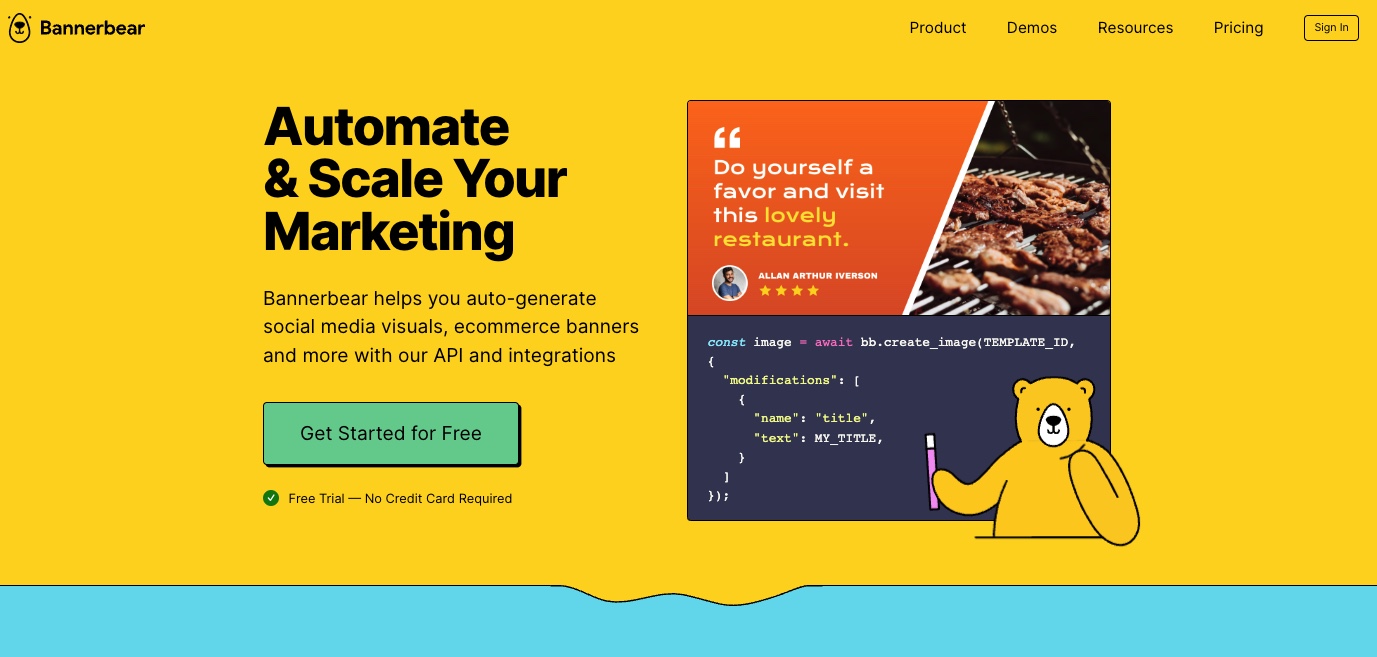 Bannerbear
Product
Demos
Resources
Pricing
Sign In
Automate
& Scale Your
Marketing
Bannerbear helps you auto-generate
social media visuals, ecommerce banners
and more with our API and integrations
Get Started for Free
Free Trial — No Credit Card Required
“
Do yourself a
favor and visit
this lovely
restaurant.
ALLAN ARTHUR IVERSON
const image = await bb.create_image(TEMPLATE_ID,
{
"modifications": [
{
"name": "title",
"text": MY_TITLE,
}
]
});